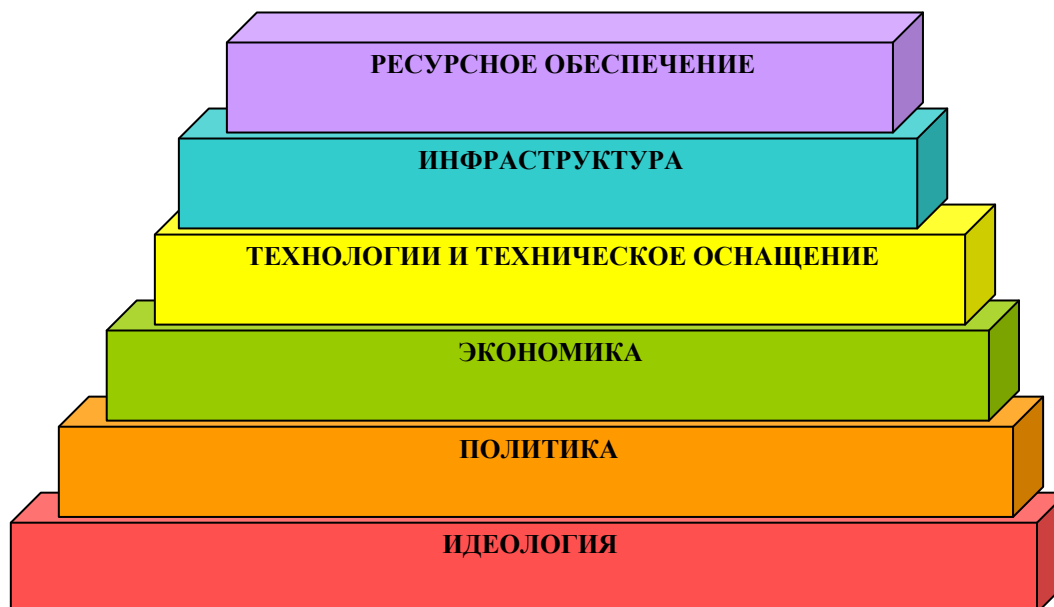 РЕСУРСНОЕ ОБЕСПЕЧЕНИЕ
ИНФРАСТРУКТУРА
ТЕХНОЛОГИИ И ТЕХНИЧЕСКОЕ ОСНАЩЕНИЕ
ЭКОНОМИКА
ПОЛИТИКА
ИДЕОЛОГИЯ